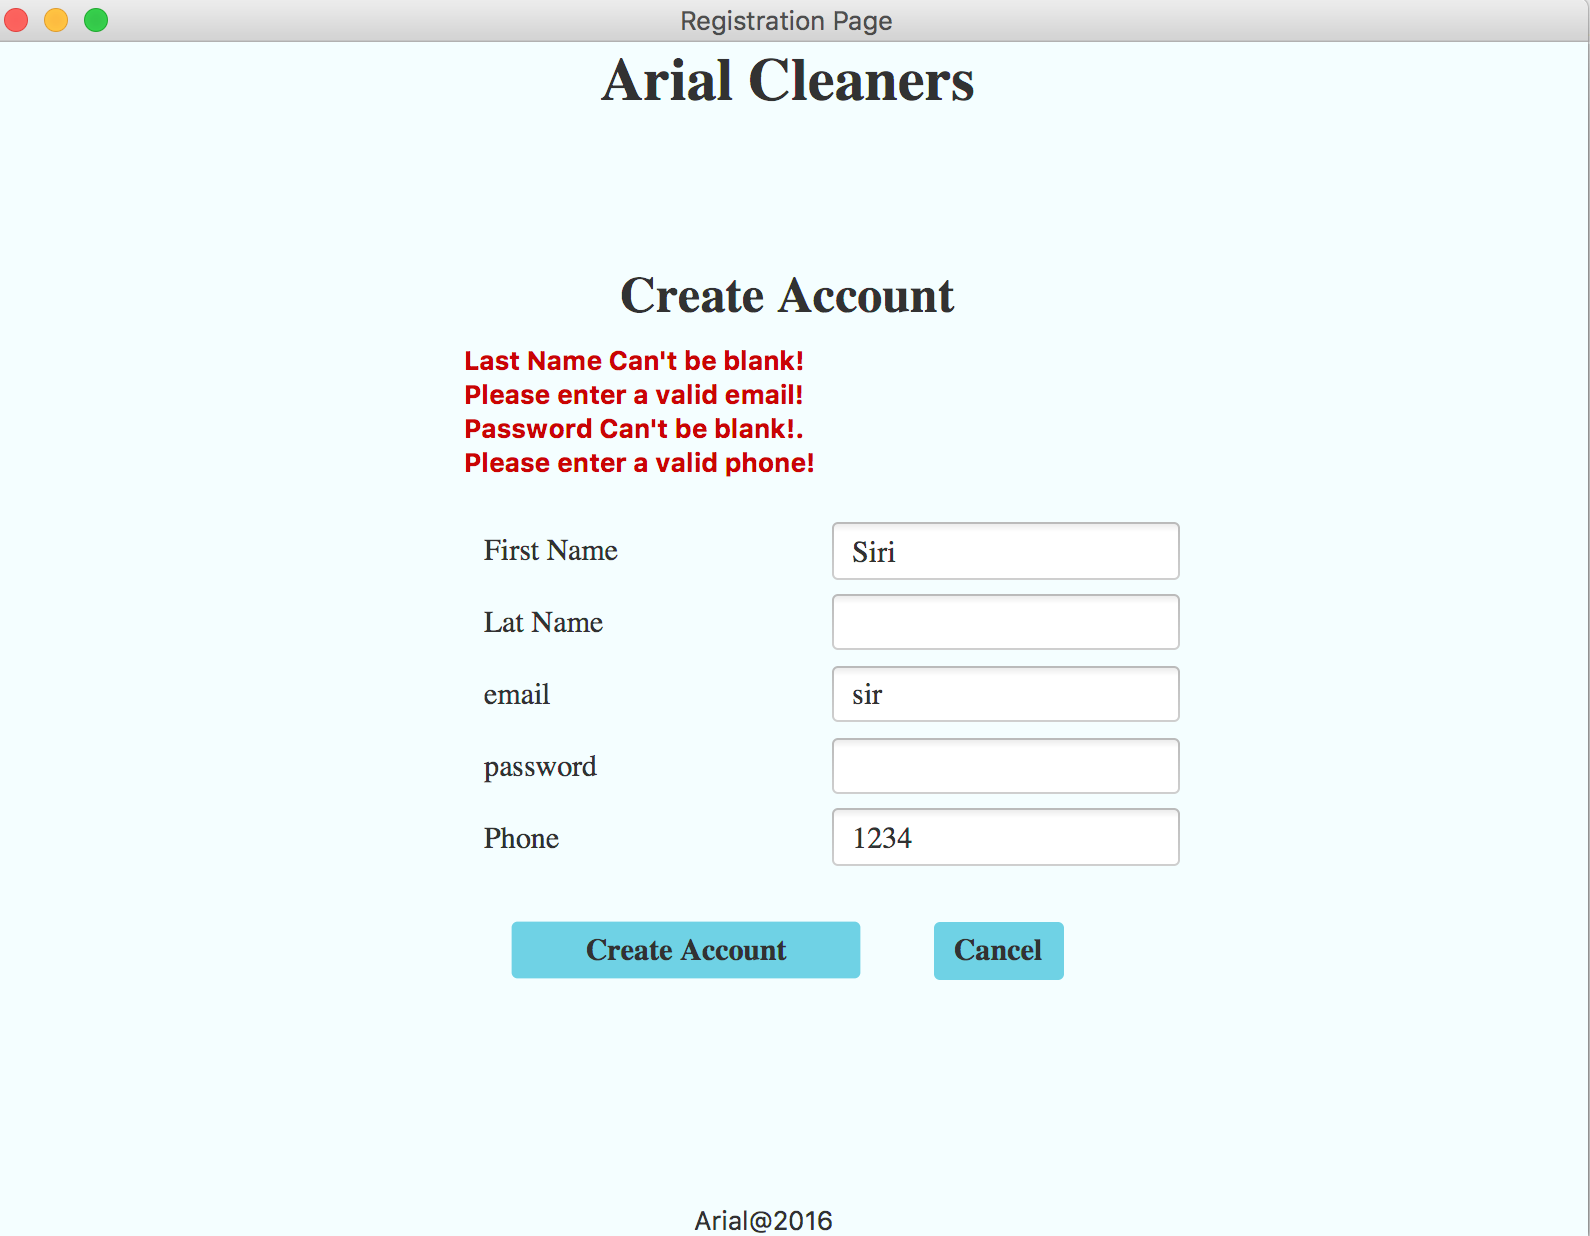 Registration Page
Arial Cleaners
Create Account
Last Name Can't be blank!
Please enter a valid email!
Password Can't be blank!.
Please enter a valid phone!
First Name Siri
Lat Name
email sir
password
Phone 1234
Create Account Cancel
Arial@2016